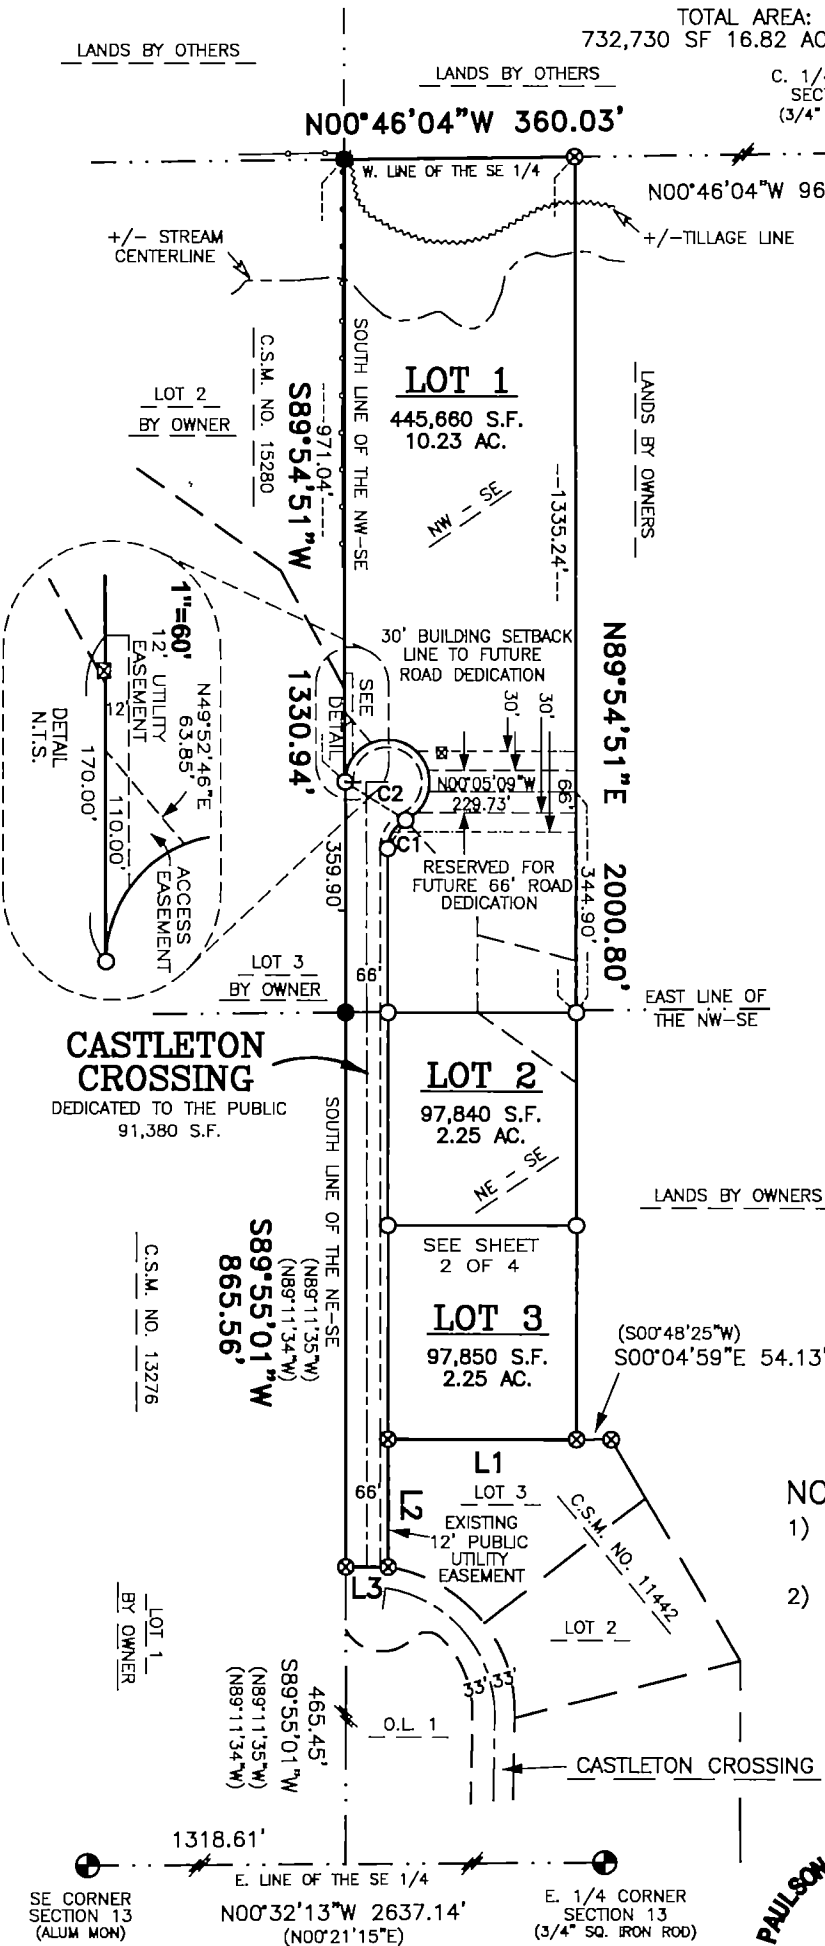 TOTAL AREA:
732,730 SF 16.82 AC
LANDS BY OTHERS
LANDS BY OTHERS
C. 1/4
SEC
(3/4"
N00°46'04"W 360.03'
W. LINE OF THE SE 1/4
N00°46'04"W 96
+/- STREAM
CENTERLINE
+/-TILLAGE LINE
LOT 1
445,660 S.F.
10.23 AC.
SOUTH LINE OF THE NW-SE
971.04'
S89°54'51"W
1330.94'
C.S.M. NO. 15280
LOT 2
BY OWNER
LANDS BY OWNERS
NW - SE
1335.24'
N89°54'51"E 2000.80'
30' BUILDING SETBACK
LINE TO FUTURE
ROAD DEDICATION
30'
30'
66'
N00°05'09"W
229.73'
SEE
DETAIL
C2
C1
RESERVED FOR
FUTURE 66' ROAD
DEDICATION
344.90'
359.90'
1"=60'
12' UTILITY
EASEMENT
N49°52'46"E
63.85'
12'
DETAIL
N.T.S.
170.00'
110.00'
ACCESS
EASEMENT
LOT 3
BY OWNER
66'
EAST LINE OF
THE NW-SE
CASTLETON
CROSSING
DEDICATED TO THE PUBLIC
91,380 S.F.
LOT 2
97,840 S.F.
2.25 AC.
NE - SE
LANDS BY OWNERS
SOUTH LINE OF THE NE-SE
(N89°11'35"W)
(N89°11'34"W)
S89°55'01"W
865.56'
C.S.M. NO. 13276
SEE SHEET
2 OF 4
LOT 3
97,850 S.F.
2.25 AC.
(S00°48'25"W)
S00°04'59"E 54.13'
L1
LOT 3
66'
L2
EXISTING
12' PUBLIC
UTILITY
EASEMENT
C.S.M. NO. 11442
NO
1)
2)
L3
LOT 1
BY OWNER
LOT 2
33' 33'
465.45'
S89°55'01"W
(N89°11'35"W)
(N89°11'34"W)
O.L. 1
CASTLETON CROSSING
1318.61'
E. LINE OF THE SE 1/4
SE CORNER
SECTION 13
(ALUM MON)
N00°32'13"W 2637.14'
(N00°21'15"E)
E. 1/4 CORNER
SECTION 13
(3/4" SQ. IRON ROD)
PAULSON